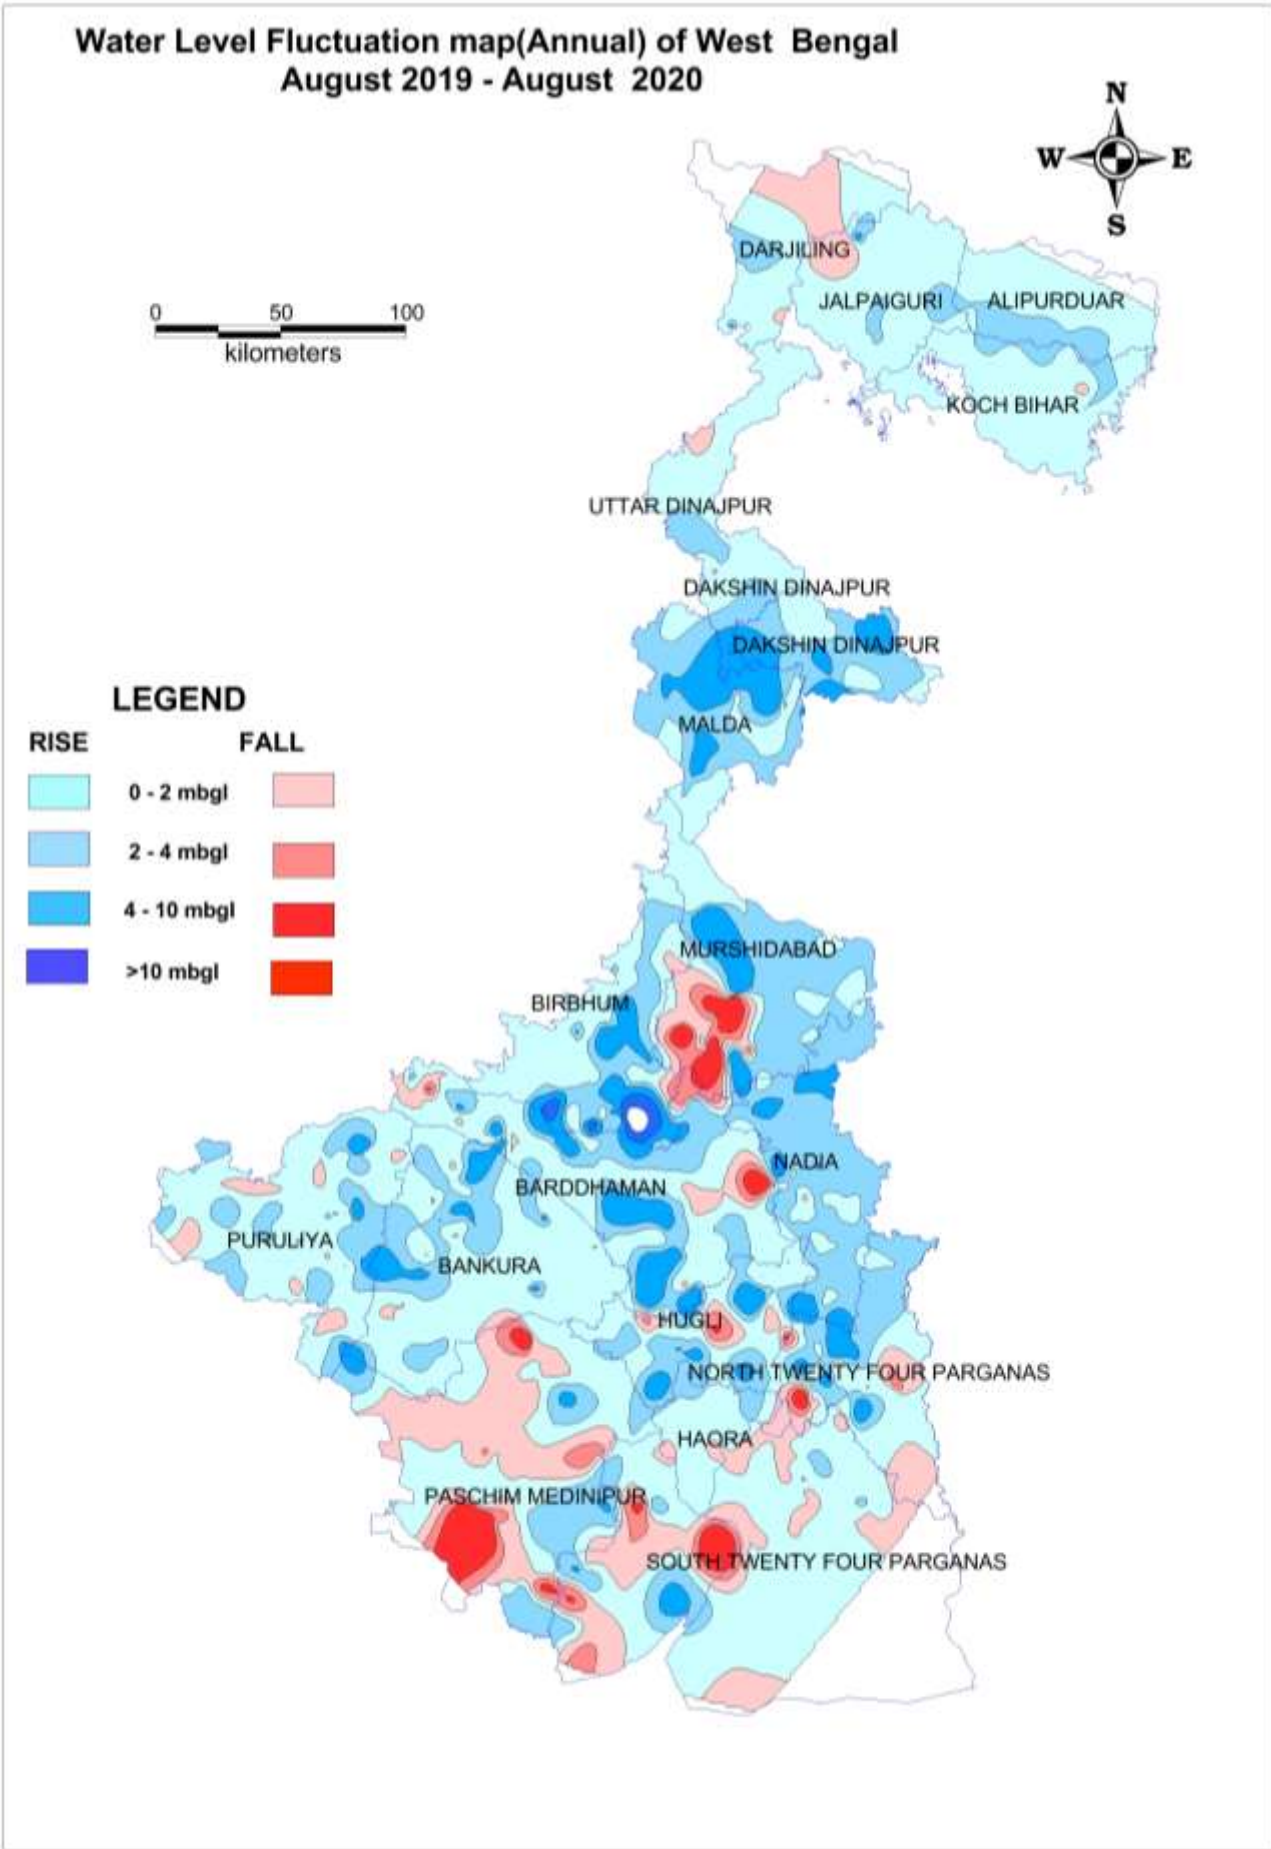 Water Level Fluctuation map(Annual) of West Bengal
August 2019 - August 2020
N
W E
S
0 50 100
kilometers
DARJILING
JALPAIGURI ALIPURDUAR
KOCH BIHAR
UTTAR DINAJPUR
DAKSHIN DINAJPUR
DAKSHIN DINAJPUR
MALDA
LEGEND
RISE FALL
0 - 2 mbgl
2 - 4 mbgl
4 - 10 mbgl
>10 mbgl
MURSHIDABAD
BIRBHUM
NADIA
BARDDHAMAN
PURULIYA
BANKURA
HUGLI
NORTH TWENTY FOUR PARGANAS
HAORA
PASCHIM MEDINIPUR
SOUTH TWENTY FOUR PARGANAS